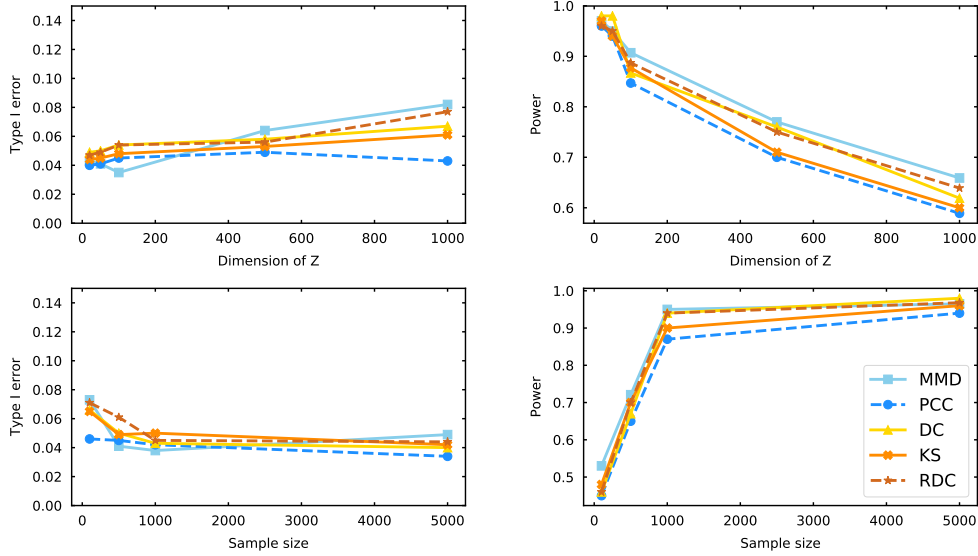 0.14
0.12
0.10
0.08
0.06
0.04
0.02
0.00
Type I error
0 200 400 600 800 1000
Dimension of Z
1.0
0.9
0.8
0.7
0.6
Power
0 200 400 600 800 1000
Dimension of Z
0.14
0.12
0.10
0.08
0.06
0.04
0.02
0.00
Type I error
0 1000 2000 3000 4000 5000
Sample size
1.0
0.9
0.8
0.7
0.6
0.5
Power
0 1000 2000 3000 4000 5000
Sample size
MMD
PCC
DC
KS
RDC